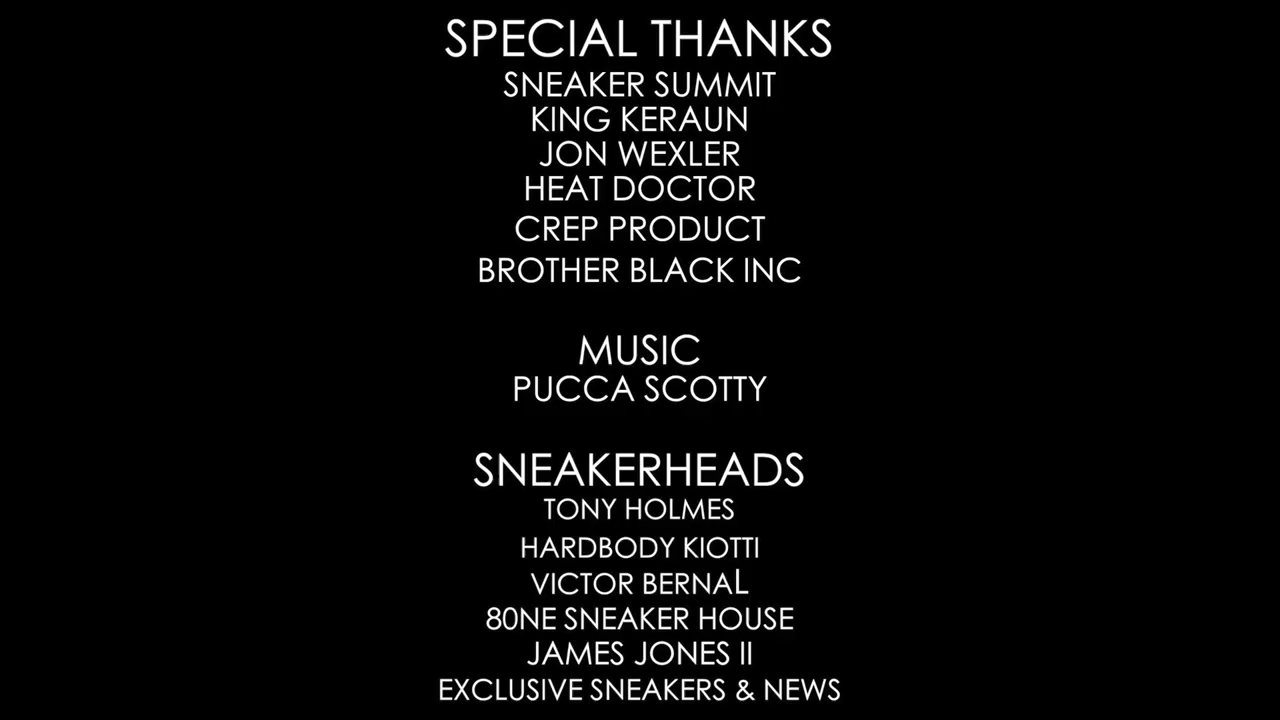 SPECIAL THANKS
SNEAKER SUMMIT
KING KERAUN
JON WEXLER
HEAT DOCTOR
CREP PRODUCT
BROTHER BLACK INC
MUSIC
PUCCA SCOTTY
SNEAKERHEADS
TONY HOLMES
HARDBODY KIOTTI
VICTOR BERNAL
80NE SNEAKER HOUSE
JAMES JONES II
EXCLUSIVE SNEAKERS & NEWS